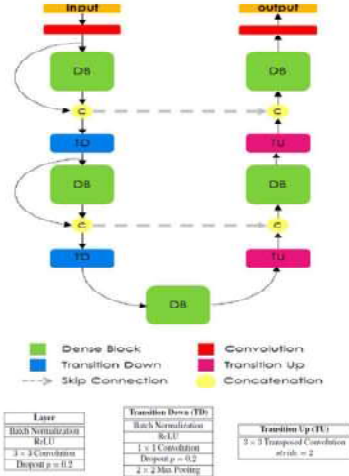 input
output
DB
DB
C
C
TD
TU
DB
DB
C
C
TD
TU
DB
Dense Block
Convolution
Transition Down
Transition Up
Skip Connection
Concatenation
Layer
Batch Normalization
ReLU
3 × 3 Convolution
Dropout p = 0.2
Transition Down (TD)
Batch Normalization
ReLU
1 × 1 Convolution
Dropout p = 0.2
2 × 2 Max Pooling
Transition Up (TU)
3 × 3 Transposed Convolution
stride = 2